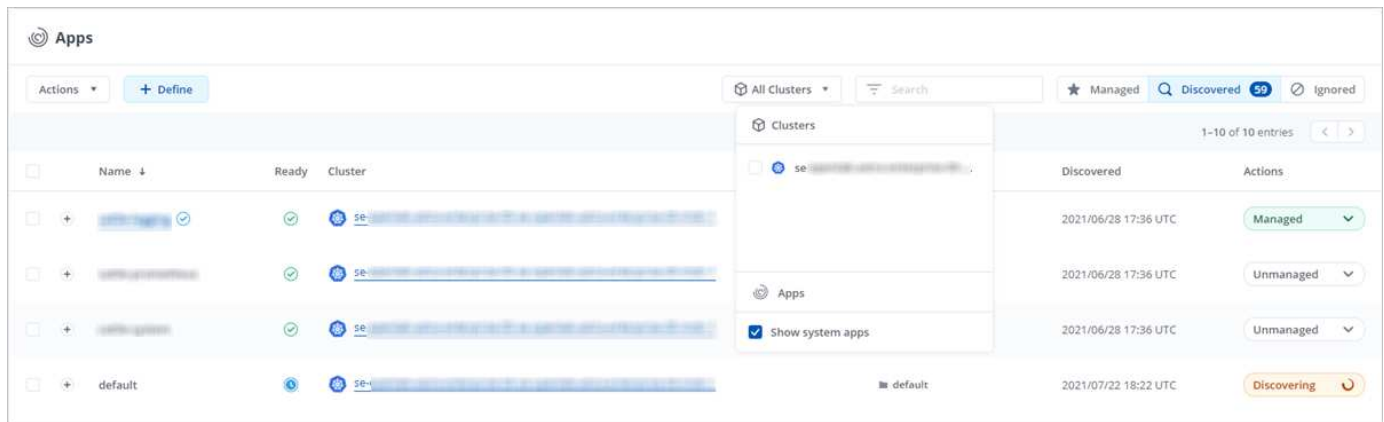 Apps
Actions + Define All Clusters Search Managed Discovered 59 Ignored
Clusters 1-10 of 10 entries < >
Name ↓ Ready Cluster se Discovered Actions
+ se- 2021/06/28 17:36 UTC Managed
+ se 2021/06/28 17:36 UTC Unmanaged
Apps
+ se Show system apps 2021/06/28 17:36 UTC Unmanaged
+ default se- default 2021/07/22 18:22 UTC Discovering